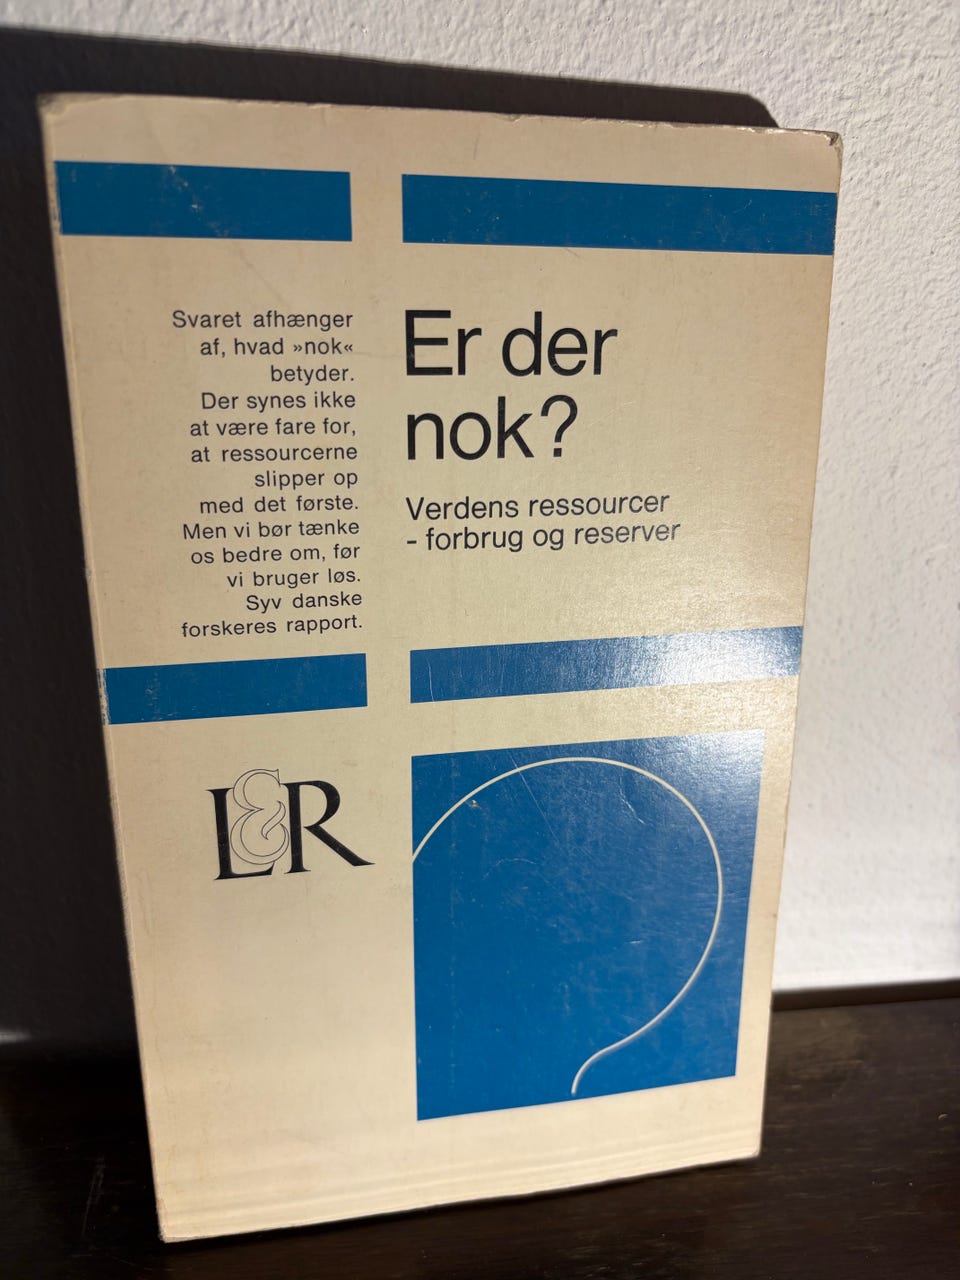 Svaret afhænger
af, hvad »nok«
betyder.
Der synes ikke
at være fare for,
at ressourcerne
slipper op
med det første.
Men vi bør tænke
os bedre om, før
vi bruger løs.
Syv danske
forskeres rapport.
Er der
nok?
Verdens ressourcer
- forbrug og reserver
L&R